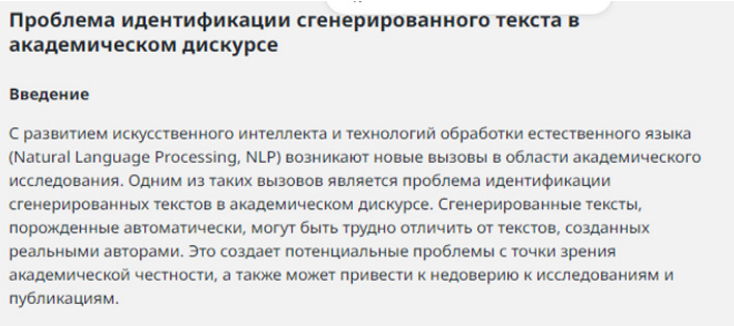 Проблема идентификации сгенерированного текста в
академическом дискурсе
Введение
С развитием искусственного интеллекта и технологий обработки естественного языка
(Natural Language Processing, NLP) возникают новые вызовы в области академического
исследования. Одним из таких вызовов является проблема идентификации
сгенерированных текстов в академическом дискурсе. Сгенерированные тексты,
порожденные автоматически, могут быть трудно отличить от текстов, созданных
реальными авторами. Это создает потенциальные проблемы с точки зрения
академической честности, а также может привести к недоверию к исследованиям и
публикациям.